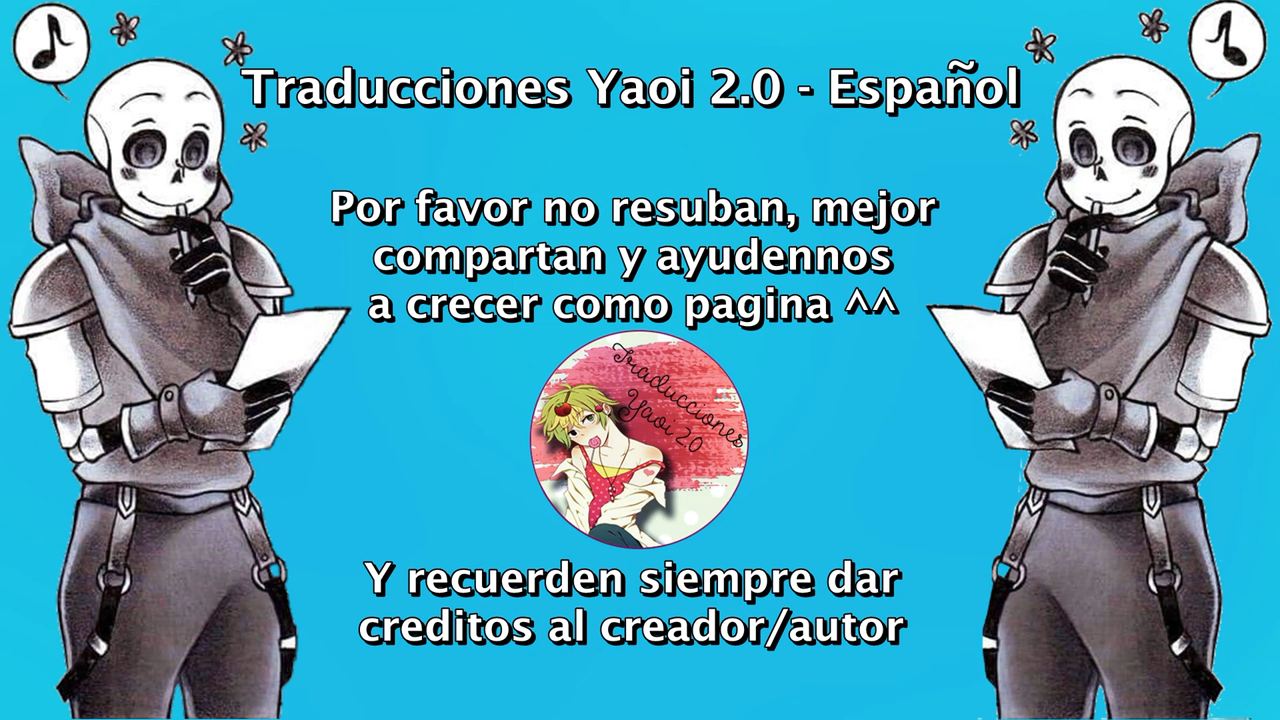 Traducciones Yaoi 2.0 - Español
Por favor no resuban, mejor
compartan y ayudennos
a crecer como pagina ^^
Traducciones
Yaoi 2.0
Y recuerden siempre dar
creditos al creador/autor